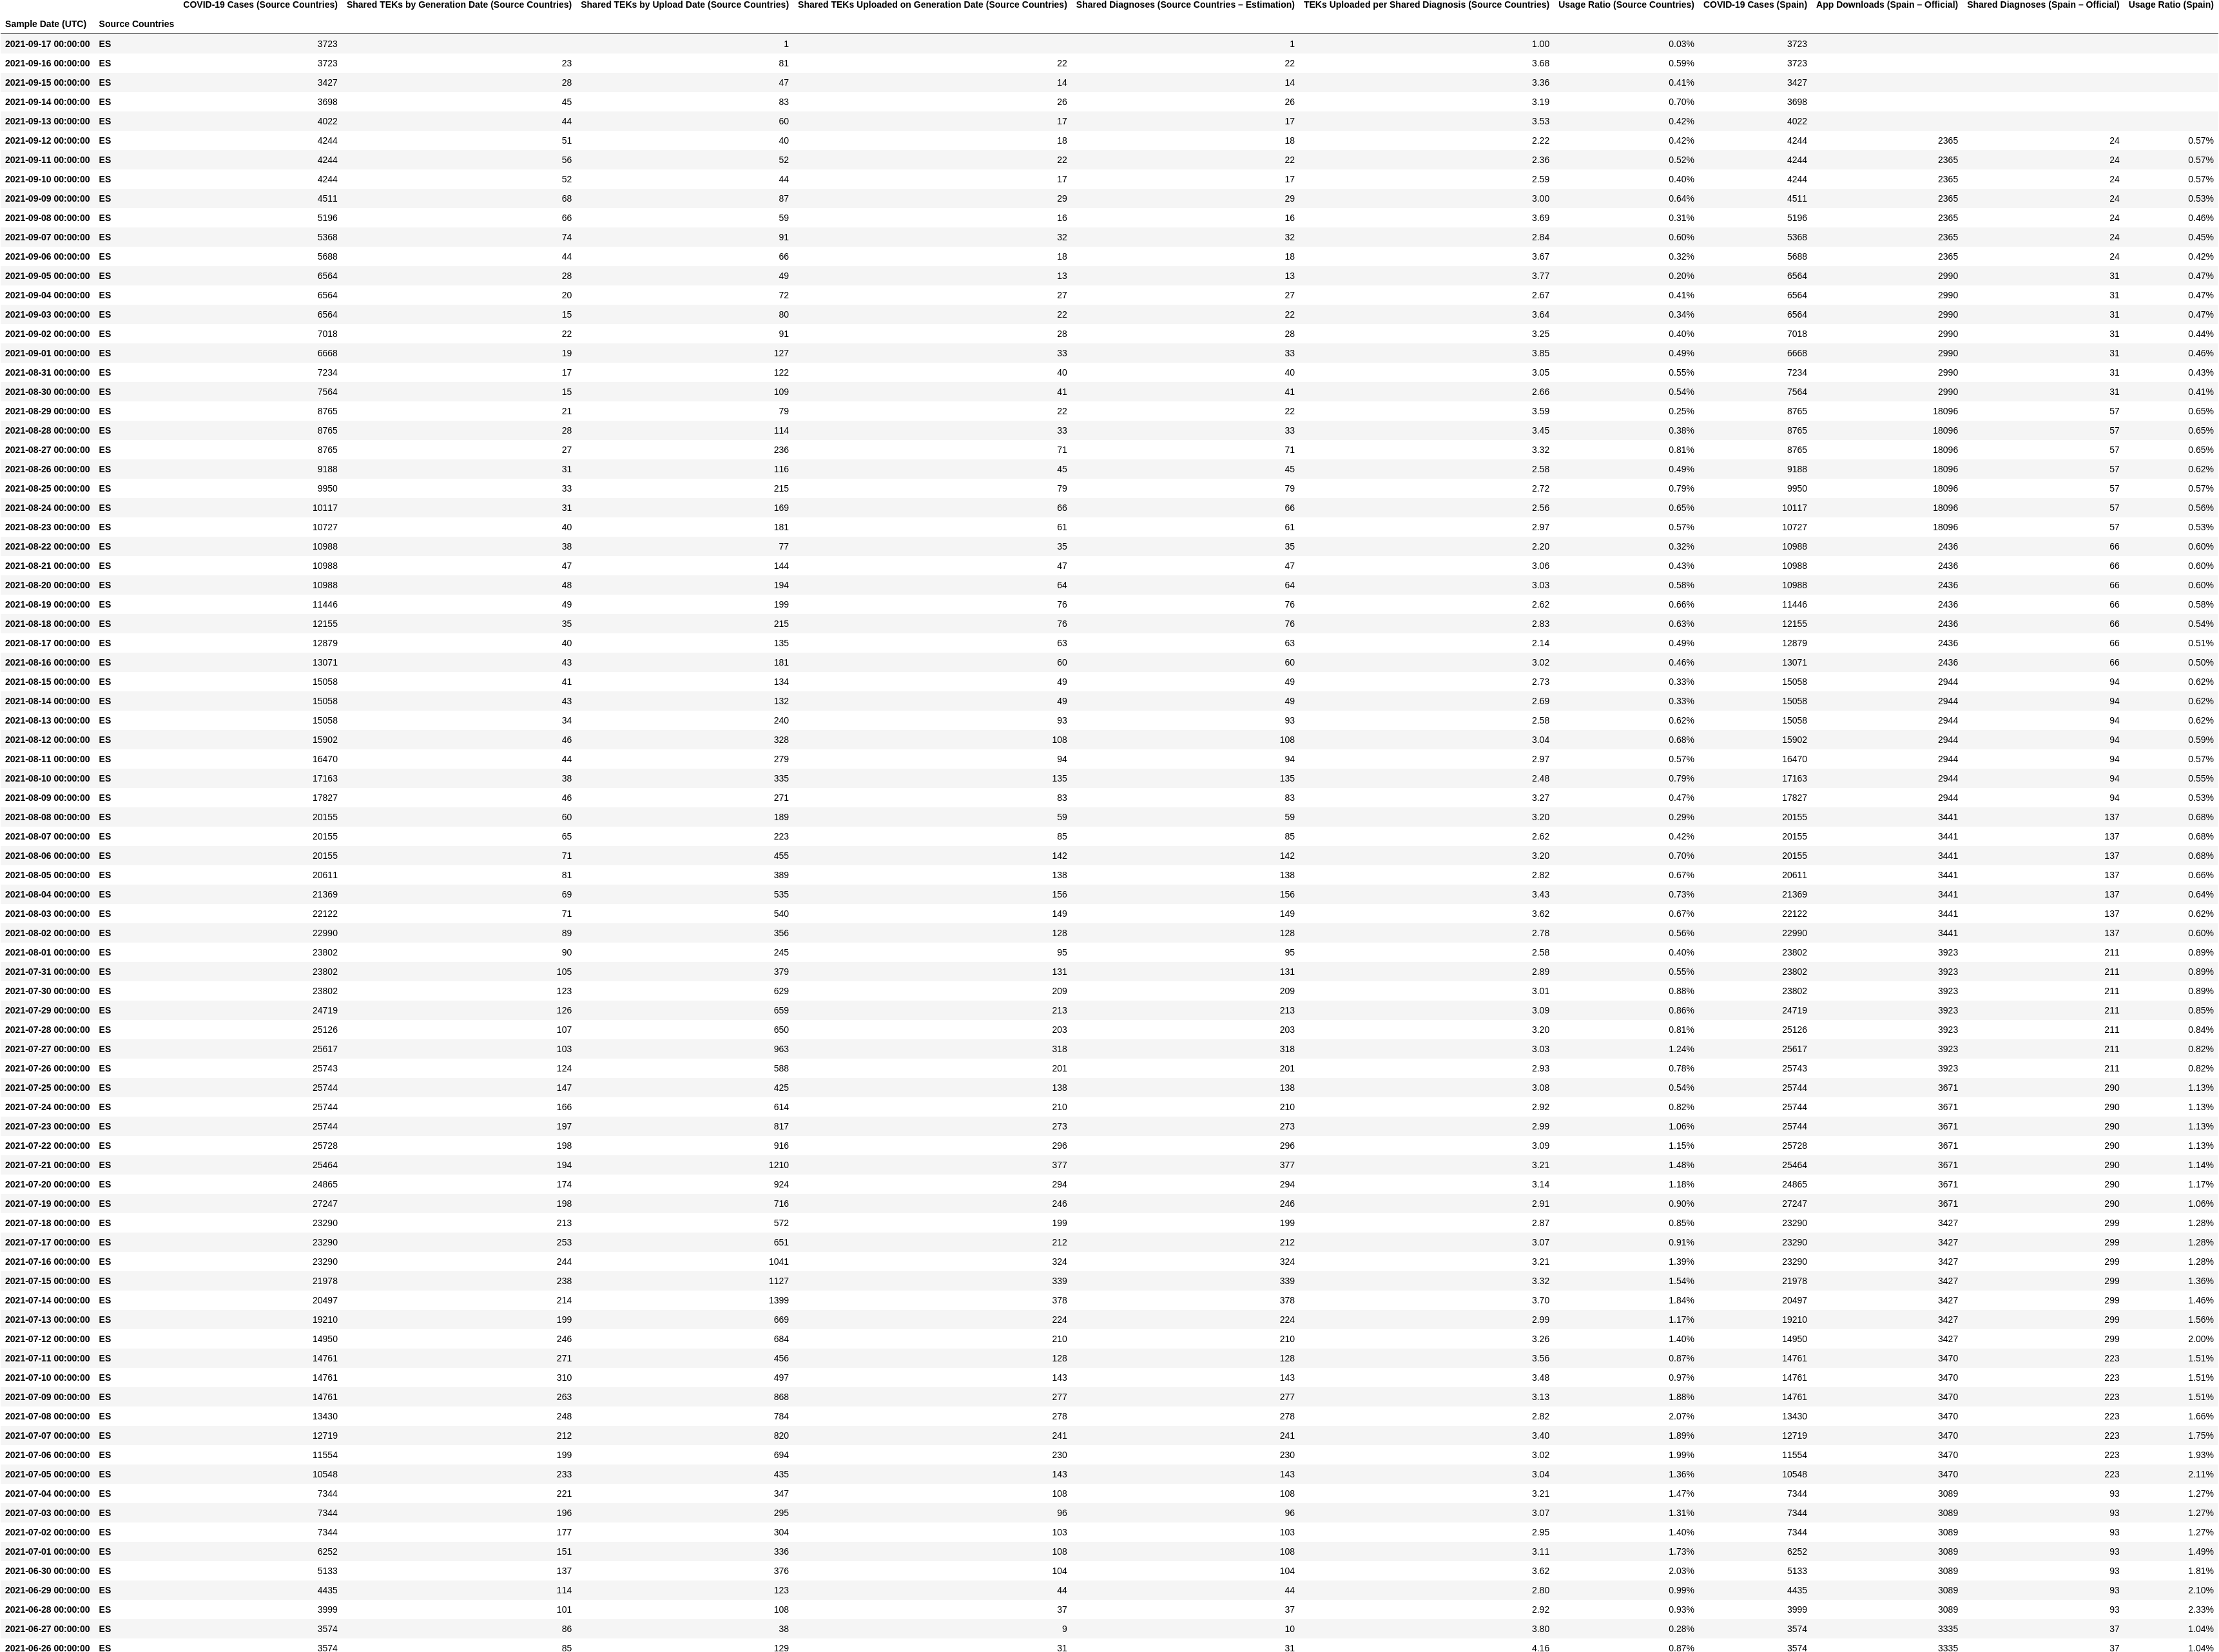 COVID-19 Cases (Source Countries) Shared TEKs by Generation Date (Source Countries) Shared TEKs by Upload Date (Source Countries) Shared TEKs Uploaded on Generation Date (Source Countries) Shared Diagnoses (Source Countries – Estimation) TEKs Uploaded per Shared Diagnosis (Source Countries) Usage Ratio (Source Countries) COVID-19 Cases (Spain) App Downloads (Spain – Official) Shared Diagnoses (Spain – Official) Usage Ratio (Spain)
Sample Date (UTC) Source Countries
2021-09-17 00:00:00 ES 3723 1 1 1.00 0.03% 3723
2021-09-16 00:00:00 ES 3723 23 81 22 22 3.68 0.59% 3723
2021-09-15 00:00:00 ES 3427 28 47 14 14 3.36 0.41% 3427
2021-09-14 00:00:00 ES 3698 45 83 26 26 3.19 0.70% 3698
2021-09-13 00:00:00 ES 4022 44 60 17 17 3.53 0.42% 4022
2021-09-12 00:00:00 ES 4244 51 40 18 18 2.22 0.42% 4244 2365 24 0.57%
2021-09-11 00:00:00 ES 4244 56 52 22 22 2.36 0.52% 4244 2365 24 0.57%
2021-09-10 00:00:00 ES 4244 52 44 17 17 2.59 0.40% 4244 2365 24 0.57%
2021-09-09 00:00:00 ES 4511 68 87 29 29 3.00 0.64% 4511 2365 24 0.53%
2021-09-08 00:00:00 ES 5196 66 59 16 16 3.69 0.31% 5196 2365 24 0.46%
2021-09-07 00:00:00 ES 5368 74 91 32 32 2.84 0.60% 5368 2365 24 0.45%
2021-09-06 00:00:00 ES 5688 44 66 18 18 3.67 0.32% 5688 2365 24 0.42%
2021-09-05 00:00:00 ES 6564 28 49 13 13 3.77 0.20% 6564 2990 31 0.47%
2021-09-04 00:00:00 ES 6564 20 72 27 27 2.67 0.41% 6564 2990 31 0.47%
2021-09-03 00:00:00 ES 6564 15 80 22 22 3.64 0.34% 6564 2990 31 0.47%
2021-09-02 00:00:00 ES 7018 22 91 28 28 3.25 0.40% 7018 2990 31 0.44%
2021-09-01 00:00:00 ES 6668 19 127 33 33 3.85 0.49% 6668 2990 31 0.46%
2021-08-31 00:00:00 ES 7234 17 122 40 40 3.05 0.55% 7234 2990 31 0.43%
2021-08-30 00:00:00 ES 7564 15 109 41 41 2.66 0.54% 7564 2990 31 0.41%
2021-08-29 00:00:00 ES 8765 21 79 22 22 3.59 0.25% 8765 18096 57 0.65%
2021-08-28 00:00:00 ES 8765 28 114 33 33 3.45 0.38% 8765 18096 57 0.65%
2021-08-27 00:00:00 ES 8765 27 236 71 71 3.32 0.81% 8765 18096 57 0.65%
2021-08-26 00:00:00 ES 9188 31 116 45 45 2.58 0.49% 9188 18096 57 0.62%
2021-08-25 00:00:00 ES 9950 33 215 79 79 2.72 0.79% 9950 18096 57 0.57%
2021-08-24 00:00:00 ES 10117 31 169 66 66 2.56 0.65% 10117 18096 57 0.56%
2021-08-23 00:00:00 ES 10727 40 181 61 61 2.97 0.57% 10727 18096 57 0.53%
2021-08-22 00:00:00 ES 10988 38 77 35 35 2.20 0.32% 10988 2436 66 0.60%
2021-08-21 00:00:00 ES 10988 47 144 47 47 3.06 0.43% 10988 2436 66 0.60%
2021-08-20 00:00:00 ES 10988 48 194 64 64 3.03 0.58% 10988 2436 66 0.60%
2021-08-19 00:00:00 ES 11446 49 199 76 76 2.62 0.66% 11446 2436 66 0.58%
2021-08-18 00:00:00 ES 12155 35 215 76 76 2.83 0.63% 12155 2436 66 0.54%
2021-08-17 00:00:00 ES 12879 40 135 63 63 2.14 0.49% 12879 2436 66 0.51%
2021-08-16 00:00:00 ES 13071 43 181 60 60 3.02 0.46% 13071 2436 66 0.50%
2021-08-15 00:00:00 ES 15058 41 134 49 49 2.73 0.33% 15058 2944 94 0.62%
2021-08-14 00:00:00 ES 15058 43 132 49 49 2.69 0.33% 15058 2944 94 0.62%
2021-08-13 00:00:00 ES 15058 34 240 93 93 2.58 0.62% 15058 2944 94 0.62%
2021-08-12 00:00:00 ES 15902 46 328 108 108 3.04 0.68% 15902 2944 94 0.59%
2021-08-11 00:00:00 ES 16470 44 279 94 94 2.97 0.57% 16470 2944 94 0.57%
2021-08-10 00:00:00 ES 17163 38 335 135 135 2.48 0.79% 17163 2944 94 0.55%
2021-08-09 00:00:00 ES 17827 46 271 83 83 3.27 0.47% 17827 2944 94 0.53%
2021-08-08 00:00:00 ES 20155 60 189 59 59 3.20 0.29% 20155 3441 137 0.68%
2021-08-07 00:00:00 ES 20155 65 223 85 85 2.62 0.42% 20155 3441 137 0.68%
2021-08-06 00:00:00 ES 20155 71 455 142 142 3.20 0.70% 20155 3441 137 0.68%
2021-08-05 00:00:00 ES 20611 81 389 138 138 2.82 0.67% 20611 3441 137 0.66%
2021-08-04 00:00:00 ES 21369 69 535 156 156 3.43 0.73% 21369 3441 137 0.64%
2021-08-03 00:00:00 ES 22122 71 540 149 149 3.62 0.67% 22122 3441 137 0.62%
2021-08-02 00:00:00 ES 22990 89 356 128 128 2.78 0.56% 22990 3441 137 0.60%
2021-08-01 00:00:00 ES 23802 90 245 95 95 2.58 0.40% 23802 3923 211 0.89%
2021-07-31 00:00:00 ES 23802 105 379 131 131 2.89 0.55% 23802 3923 211 0.89%
2021-07-30 00:00:00 ES 23802 123 629 209 209 3.01 0.88% 23802 3923 211 0.89%
2021-07-29 00:00:00 ES 24719 126 659 213 213 3.09 0.86% 24719 3923 211 0.85%
2021-07-28 00:00:00 ES 25126 107 650 203 203 3.20 0.81% 25126 3923 211 0.84%
2021-07-27 00:00:00 ES 25617 103 963 318 318 3.03 1.24% 25617 3923 211 0.82%
2021-07-26 00:00:00 ES 25743 124 588 201 201 2.93 0.78% 25743 3923 211 0.82%
2021-07-25 00:00:00 ES 25744 147 425 138 138 3.08 0.54% 25744 3671 290 1.13%
2021-07-24 00:00:00 ES 25744 166 614 210 210 2.92 0.82% 25744 3671 290 1.13%
2021-07-23 00:00:00 ES 25744 197 817 273 273 2.99 1.06% 25744 3671 290 1.13%
2021-07-22 00:00:00 ES 25728 198 916 296 296 3.09 1.15% 25728 3671 290 1.13%
2021-07-21 00:00:00 ES 25464 194 1210 377 377 3.21 1.48% 25464 3671 290 1.14%
2021-07-20 00:00:00 ES 24865 174 924 294 294 3.14 1.18% 24865 3671 290 1.17%
2021-07-19 00:00:00 ES 27247 198 716 246 246 2.91 0.90% 27247 3671 290 1.06%
2021-07-18 00:00:00 ES 23290 213 572 199 199 2.87 0.85% 23290 3427 299 1.28%
2021-07-17 00:00:00 ES 23290 253 651 212 212 3.07 0.91% 23290 3427 299 1.28%
2021-07-16 00:00:00 ES 23290 244 1041 324 324 3.21 1.39% 23290 3427 299 1.28%
2021-07-15 00:00:00 ES 21978 238 1127 339 339 3.32 1.54% 21978 3427 299 1.36%
2021-07-14 00:00:00 ES 20497 214 1399 378 378 3.70 1.84% 20497 3427 299 1.46%
2021-07-13 00:00:00 ES 19210 199 669 224 224 2.99 1.17% 19210 3427 299 1.56%
2021-07-12 00:00:00 ES 14950 246 684 210 210 3.26 1.40% 14950 3427 299 2.00%
2021-07-11 00:00:00 ES 14761 271 456 128 128 3.56 0.87% 14761 3470 223 1.51%
2021-07-10 00:00:00 ES 14761 310 497 143 143 3.48 0.97% 14761 3470 223 1.51%
2021-07-09 00:00:00 ES 14761 263 868 277 277 3.13 1.88% 14761 3470 223 1.51%
2021-07-08 00:00:00 ES 13430 248 784 278 278 2.82 2.07% 13430 3470 223 1.66%
2021-07-07 00:00:00 ES 12719 212 820 241 241 3.40 1.89% 12719 3470 223 1.75%
2021-07-06 00:00:00 ES 11554 199 694 230 230 3.02 1.99% 11554 3470 223 1.93%
2021-07-05 00:00:00 ES 10548 233 435 143 143 3.04 1.36% 10548 3470 223 2.11%
2021-07-04 00:00:00 ES 7344 221 347 108 108 3.21 1.47% 7344 3089 93 1.27%
2021-07-03 00:00:00 ES 7344 196 295 96 96 3.07 1.31% 7344 3089 93 1.27%
2021-07-02 00:00:00 ES 7344 177 304 103 103 2.95 1.40% 7344 3089 93 1.27%
2021-07-01 00:00:00 ES 6252 151 336 108 108 3.11 1.73% 6252 3089 93 1.49%
2021-06-30 00:00:00 ES 5133 137 376 104 104 3.62 2.03% 5133 3089 93 1.81%
2021-06-29 00:00:00 ES 4435 114 123 44 44 2.80 0.99% 4435 3089 93 2.10%
2021-06-28 00:00:00 ES 3999 101 108 37 37 2.92 0.93% 3999 3089 93 2.33%
2021-06-27 00:00:00 ES 3574 86 38 9 10 3.80 0.28% 3574 3335 37 1.04%
2021-06-26 00:00:00 ES 3574 85 129 31 31 4.16 0.87% 3574 3335 37 1.04%